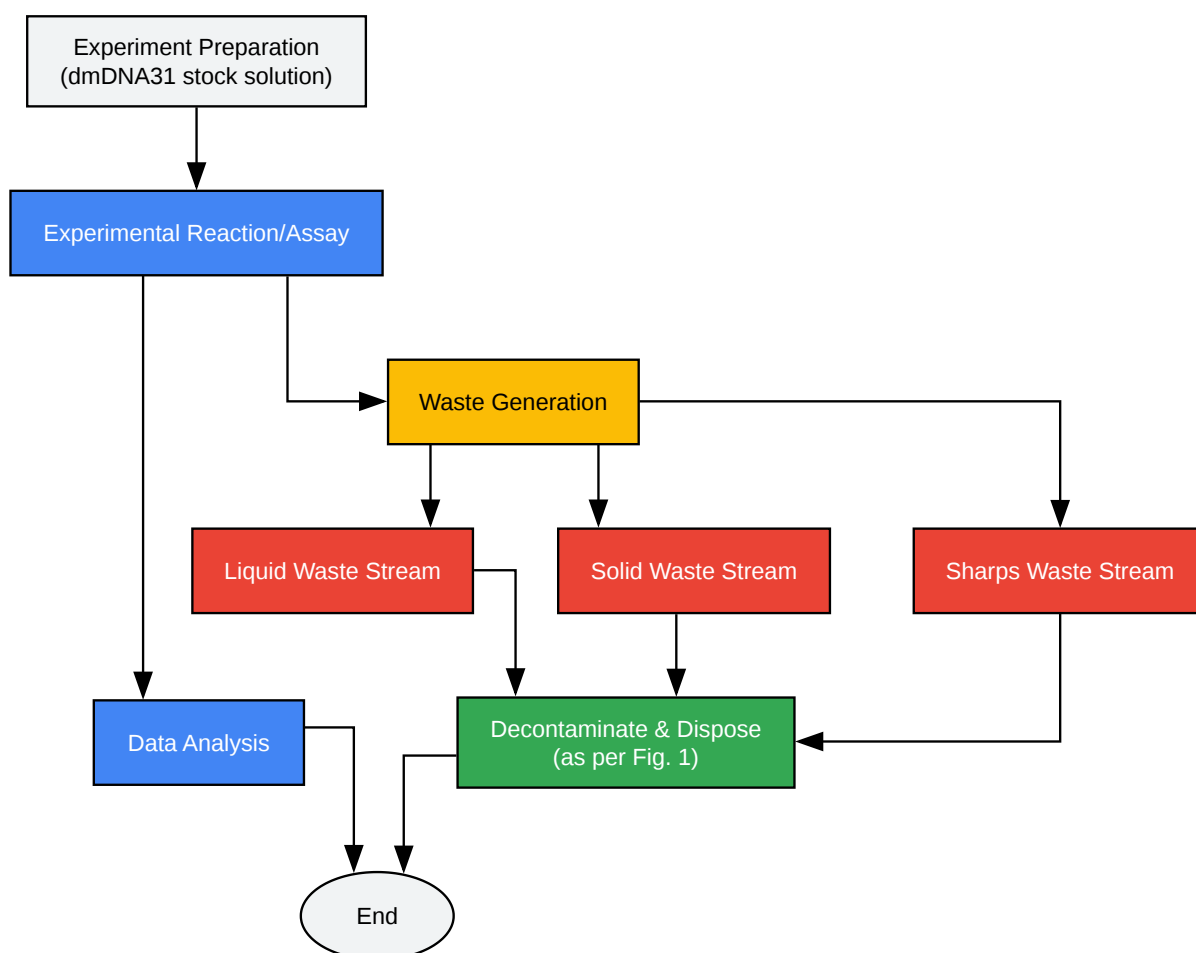 Experiment Preparation
(dmDNA31 stock solution)
Experimental Reaction/Assay
Waste Generation
Liquid Waste Stream
Solid Waste Stream
Sharps Waste Stream
Data Analysis
Decontaminate & Dispose
(as per Fig. 1)
End